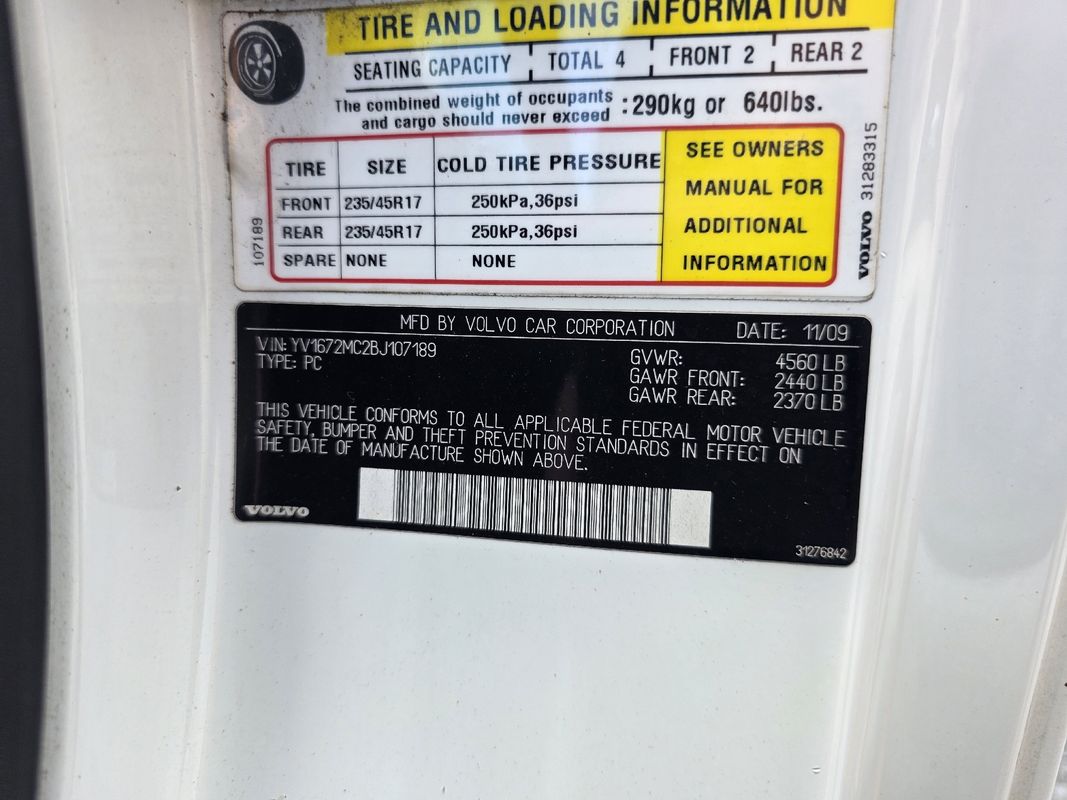 TIRE AND LOADING INFORMATION
SEATING CAPACITY TOTAL 4 FRONT 2 REAR 2
The combined weight of occupants
and cargo should never exceed :290kg or 640lbs.
TIRE SIZE COLD TIRE PRESSURE
FRONT 235/45R17 250kPa,36psi
REAR 235/45R17 250kPa,36psi
SPARE NONE NONE
SEE OWNERS
MANUAL FOR
ADDITIONAL
INFORMATION
107189
VOLVO 31283315
MFD BY VOLVO CAR CORPORATION DATE: 11/09
VIN: YV1672MC2BJ107189
TYPE: PC
GVWR: 4560 LB
GAWR FRONT: 2440 LB
GAWR REAR: 2370 LB
THIS VEHICLE CONFORMS TO ALL APPLICABLE FEDERAL MOTOR VEHICLE
SAFETY, BUMPER AND THEFT PREVENTION STANDARDS IN EFFECT ON
THE DATE OF MANUFACTURE SHOWN ABOVE.
VOLVO
31276842